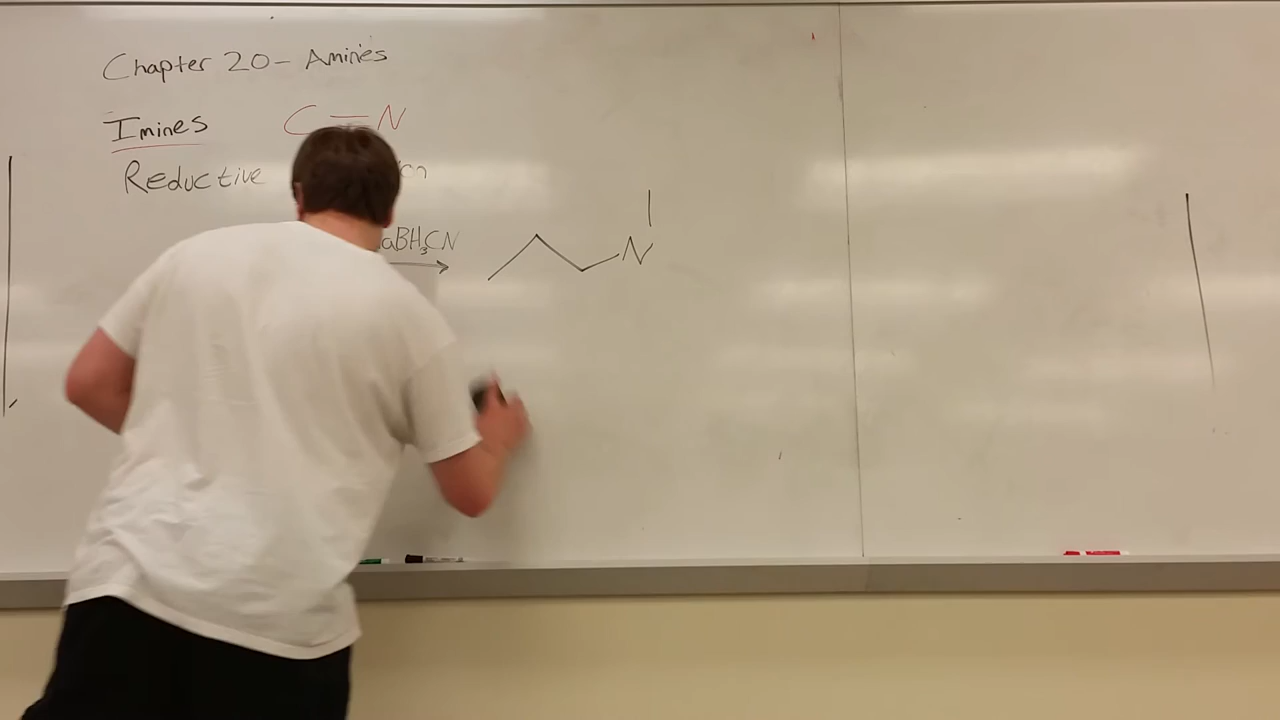 Chapter 20 - Amines
Imines C=N
Reductive
aBH₃CN
N